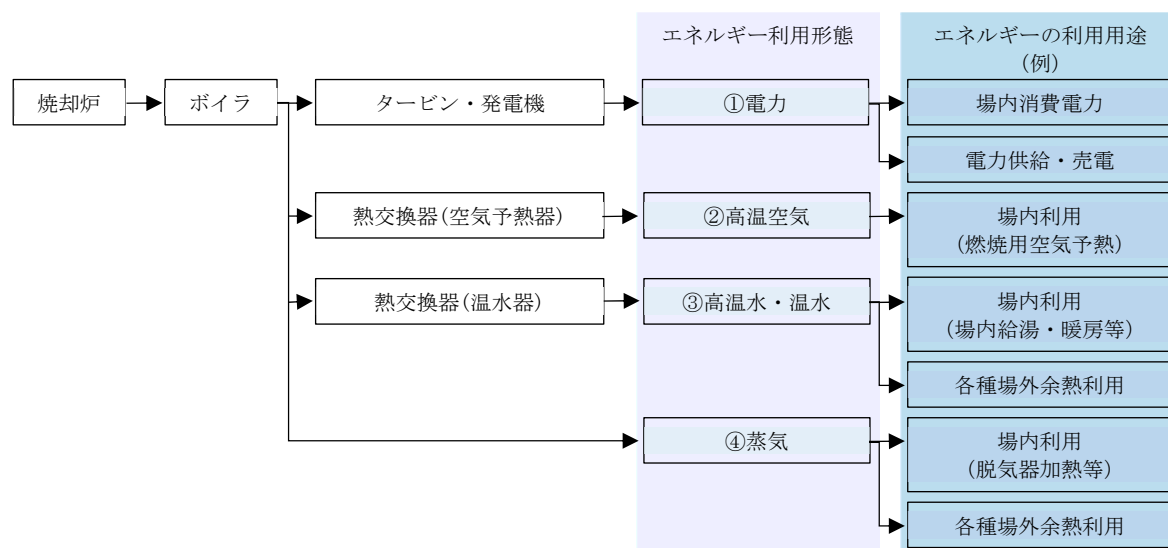 エネルギー利用形態
エネルギーの利用用途
(例)
焼却炉
ボイラ
タービン・発電機
①電力
場内消費電力
電力供給・売電
熱交換器(空気予熱器)
②高温空気
場内利用
(燃焼用空気予熱)
熱交換器(温水器)
③高温水・温水
場内利用
(場内給湯・暖房等)
各種場外余熱利用
④蒸気
場内利用
(脱気器加熱等)
各種場外余熱利用